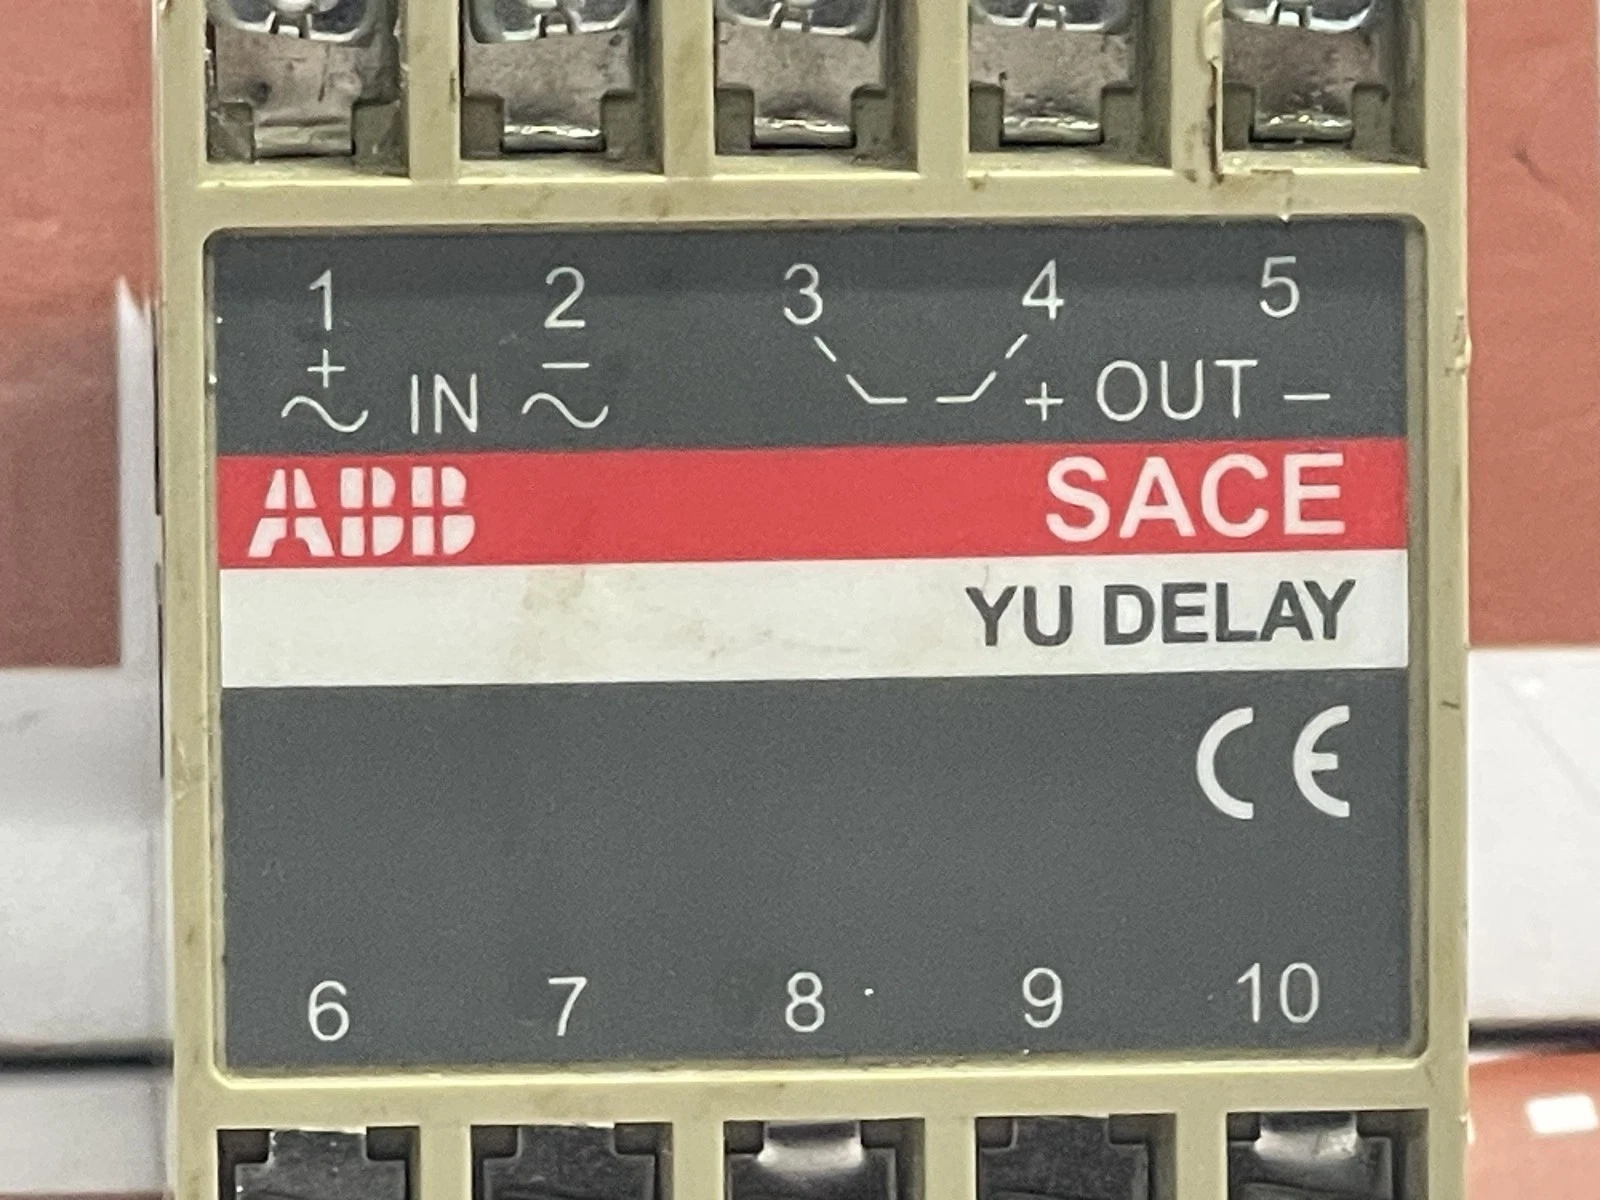 1 2 3 4 5
+ −
~ IN ~ + OUT −
ABB SACE
YU DELAY
CE
6 7 8 9 10